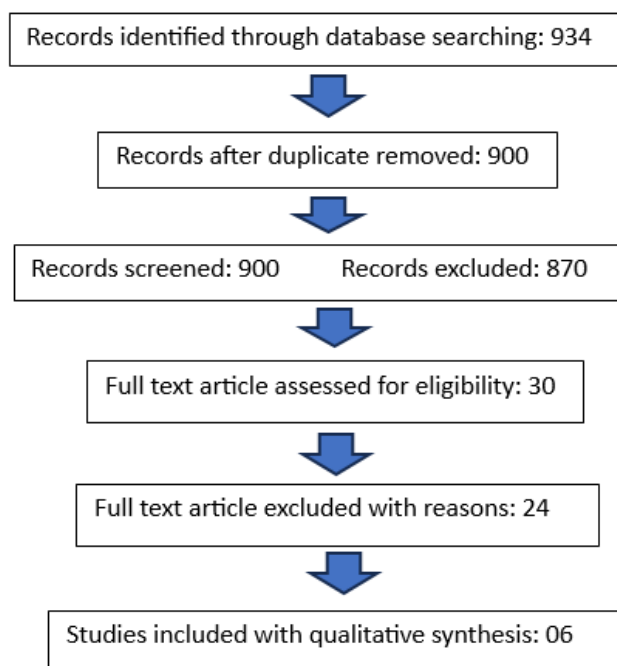 Records identified through database searching: 934
Records after duplicate removed: 900
Records screened: 900 Records excluded: 870
Full text article assessed for eligibility: 30
Full text article excluded with reasons: 24
Studies included with qualitative synthesis: 06